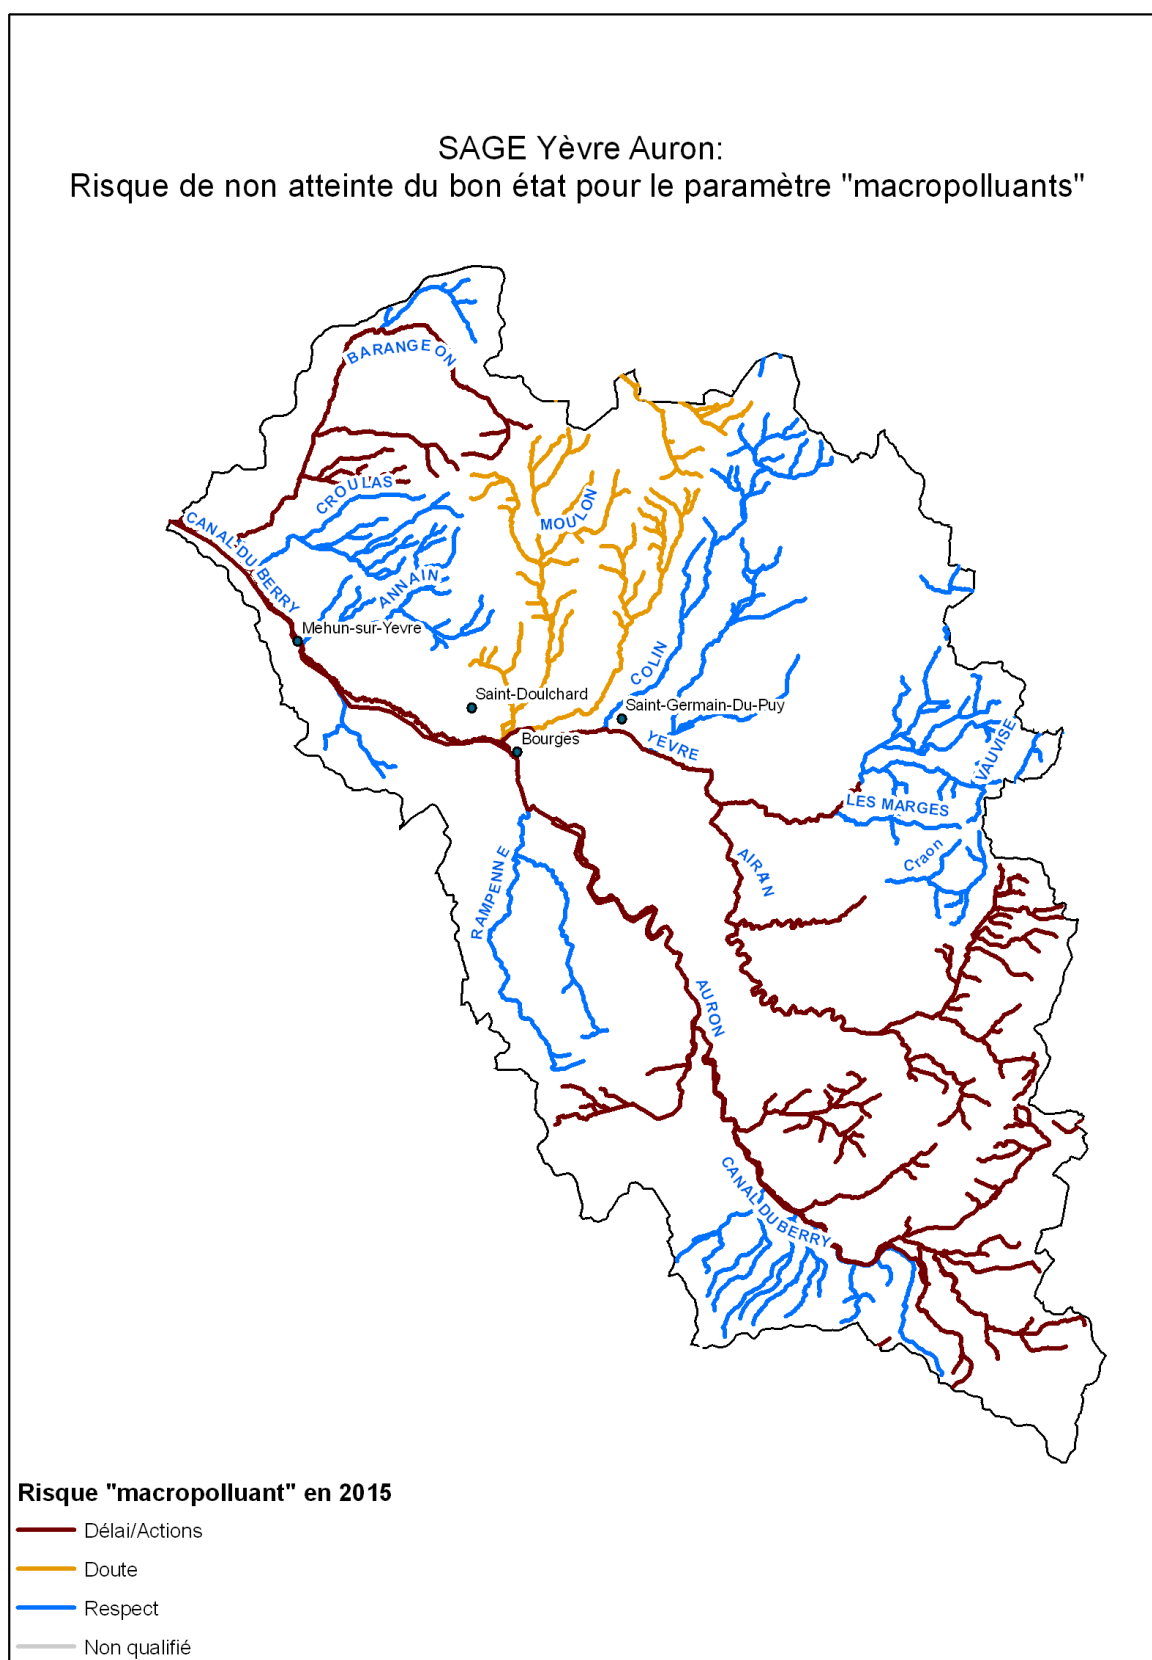 SAGE Yèvre Auron:
Risque de non atteinte du bon état pour le paramètre "macropolluants"
BARANGEON
CROULAS
MOULON
CANAL DU BERRY
ANNAIN
Mehun-sur-Yevre
COLIN
Saint-Doulchard
Saint-Germain-Du-Puy
Bourges
YEVRE
VAUVISE
LES MARGES
Craon
AIRAN
RAMPENNE
AURON
CANAL DU BERRY
Risque "macropolluant" en 2015
Délai/Actions
Doute
Respect
Non qualifié